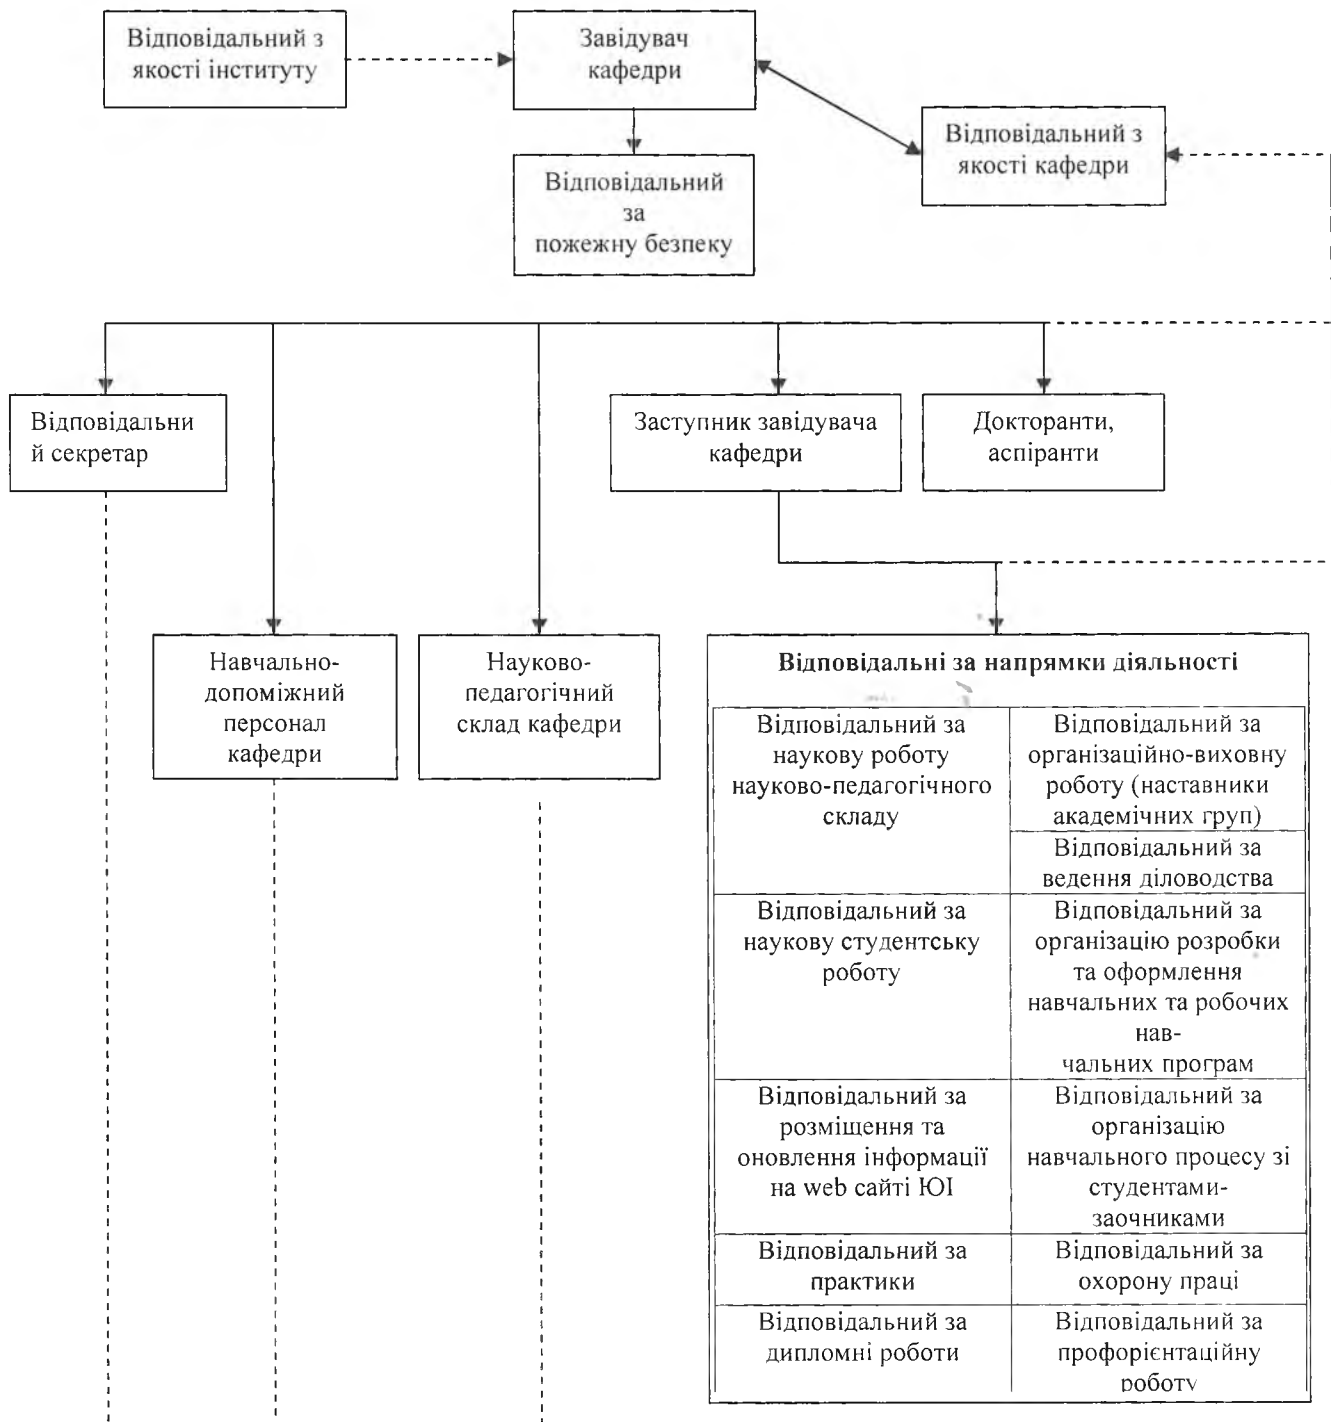 Відповідальний з
якості інституту
Завідувач
кафедри
Відповідальний з
якості кафедри
Відповідальний
за
пожежну безпеку
Відповідальни
й секретар
Заступник завідувача
кафедри
Докторанти,
аспіранти
Навчально-
допоміжний
персонал
кафедри
Науково-
педагогічний
склад кафедри
Відповідальні за напрямки діяльності
Відповідальний за
наукову роботу
науково-педагогічного
складу
Відповідальний за
організаційно-виховну
роботу (наставники
академічних груп)
Відповідальний за
ведення діловодства
Відповідальний за
наукову студентську
роботу
Відповідальний за
організацію розробки
та оформлення
навчальних та робочих
нав-
чальних програм
Відповідальний за
розміщення та
оновлення інформації
на web сайті ЮІ
Відповідальний за
організацію
навчального процесу зі
студентами-
заочниками
Відповідальний за
практики
Відповідальний за
охорону праці
Відповідальний за
дипломні роботи
Відповідальний за
профорієнтаційну
роботу